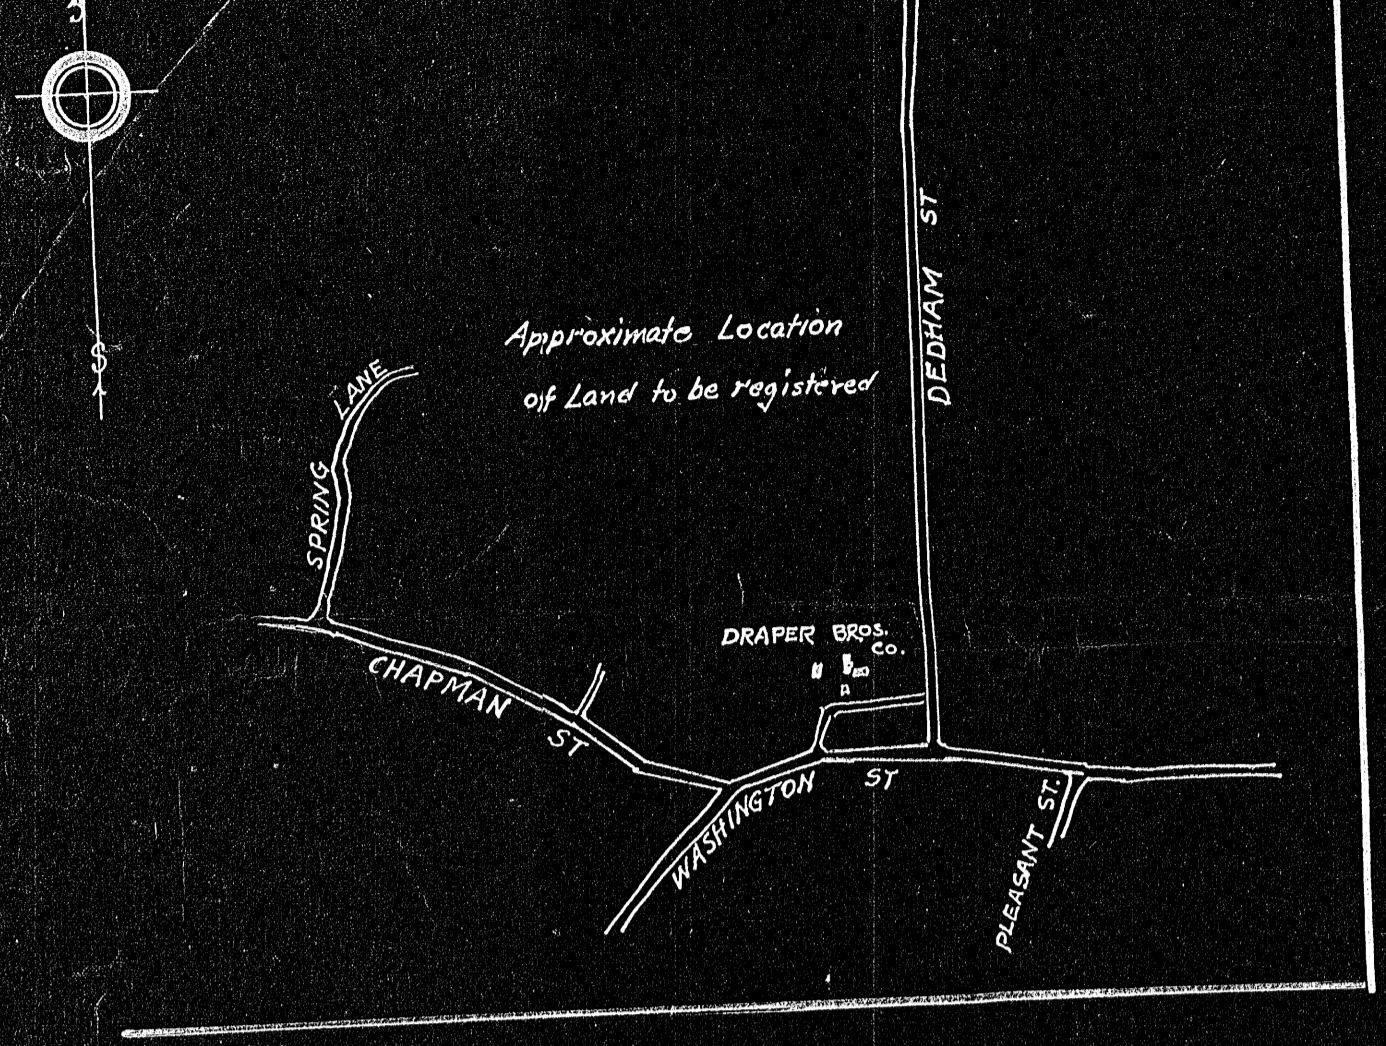 S
Approximate Location
of Land to be registered
DEDHAM ST
SPRING LANE
DRAPER BROS.
CO.
CHAPMAN ST
WASHINGTON ST
PLEASANT ST.